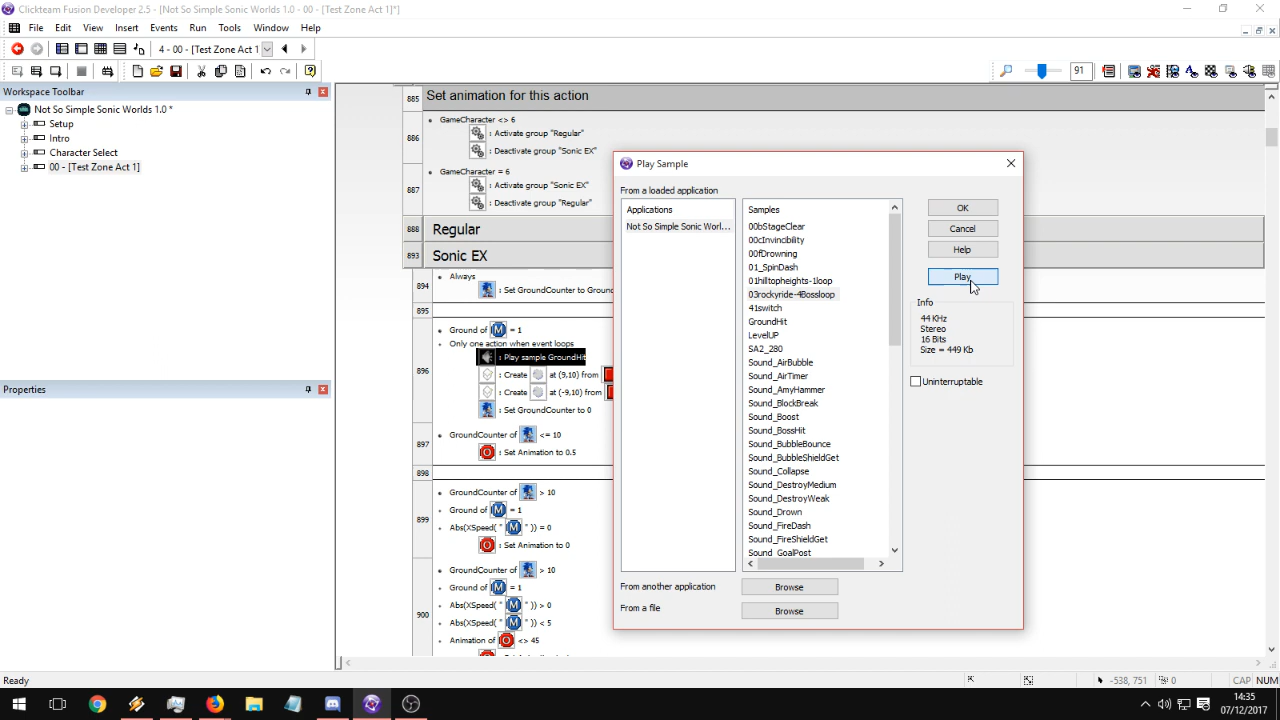 Clickteam Fusion Developer 2.5 - [Not So Simple Sonic Worlds 1.0 - 00 - [Test Zone Act 1]*]
File Edit View Insert Events Run Tools Window Help
4 - 00 - [Test Zone Act 1
91
Workspace Toolbar
Not So Simple Sonic Worlds 1.0 *
Setup
Intro
Character Select
00 - [Test Zone Act 1]
Properties
885 Set animation for this action
886
GameCharacter <> 6
: Activate group "Regular"
: Deactivate group "Sonic EX"
887
GameCharacter = 6
: Activate group "Sonic EX"
: Deactivate group "Regular"
888 Regular
893 Sonic EX
894
Always
: Set GroundCounter to Groun
895
896
Ground of M = 1
Only one action when event loops
: Play sample GroundHit
: Create at (9,10) from
: Create at (-9,10) from
: Set GroundCounter to 0
897
GroundCounter of <= 10
: Set Animation to 0.5
898
899
GroundCounter of > 10
Ground of M = 1
Abs(XSpeed( " M " )) = 0
: Set Animation to 0
900
GroundCounter of > 10
Ground of M = 1
Abs(XSpeed( " M " )) > 0
Abs(XSpeed( " M " )) < 5
Animation of <> 45
Play Sample
From a loaded application
Applications
Not So Simple Sonic Worl...
Samples
00bStageClear
00cInvincibility
00fDrowning
01_SpinDash
01hilltopheights-1loop
03rockyride-4Bossloop
41switch
GroundHit
LevelUP
SA2_280
Sound_AirBubble
Sound_AirTimer
Sound_AmyHammer
Sound_BlockBreak
Sound_Boost
Sound_BossHit
Sound_BubbleBounce
Sound_BubbleShieldGet
Sound_Collapse
Sound_DestroyMedium
Sound_DestroyWeak
Sound_Drown
Sound_FireDash
Sound_FireShieldGet
Sound_GoalPost
OK
Cancel
Help
Play
Info
44 KHz
Stereo
16 Bits
Size = 449 Kb
Uninterruptable
From another application
Browse
From a file
Browse
Ready
-538, 751
0
CAP NUM
14:35
07/12/2017